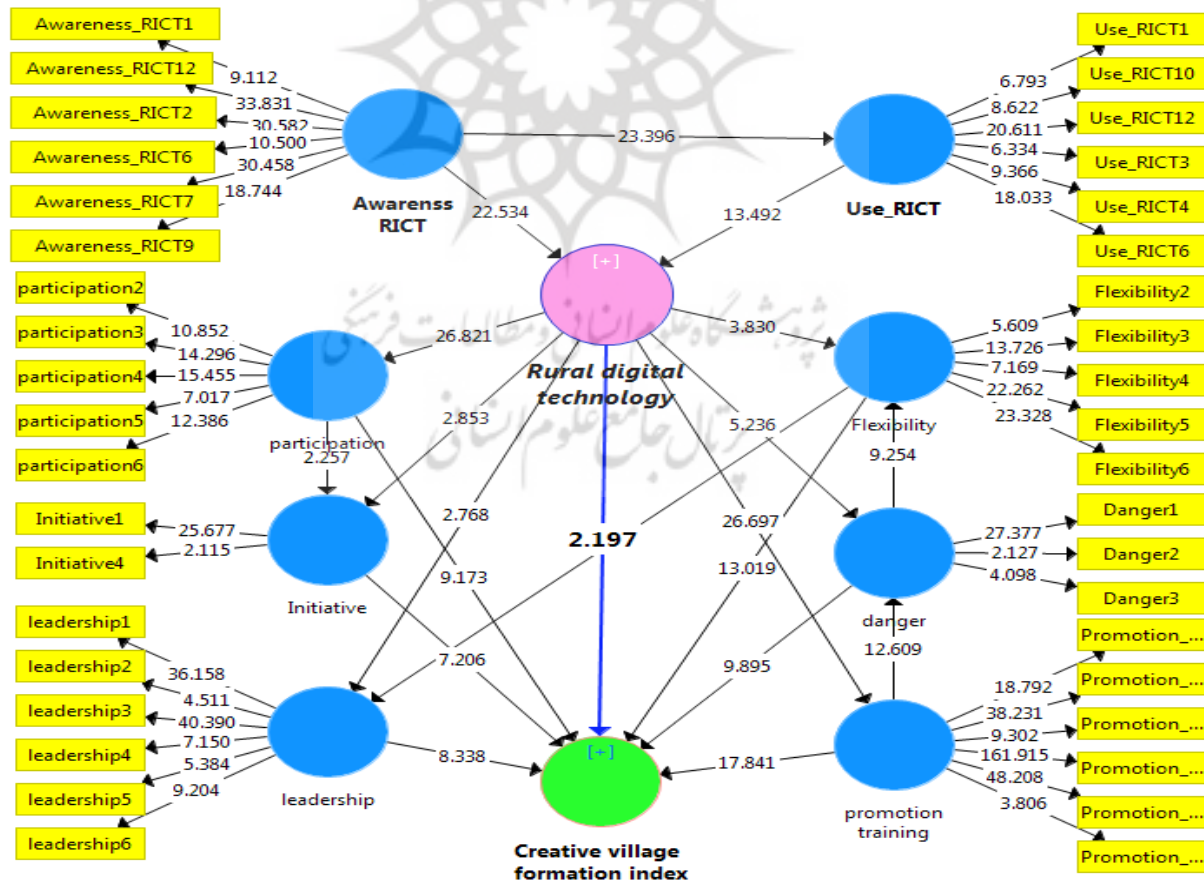 Awareness_RICT1
Awareness_RICT12
Awareness_RICT2
Awareness_RICT6
Awareness_RICT7
Awareness_RICT9
9.112
33.831
30.582
10.500
30.458
18.744
Awarenss
RICT
23.396
22.534
Use_RICT
13.492
Use_RICT1
Use_RICT10
Use_RICT12
Use_RICT3
Use_RICT4
Use_RICT6
6.793
8.622
20.611
6.334
9.366
18.033
[+]
Rural digital
technology
پژوهشگاه علوم انسانی و مطالعات فرهنگی
پرتال جامع علوم انسانی
participation2
participation3
participation4
participation5
participation6
10.852
14.296
15.455
7.017
12.386
26.821
participation
2.257
2.853
3.830
Flexibility2
Flexibility3
Flexibility4
Flexibility5
Flexibility6
5.609
13.726
7.169
22.262
23.328
Flexibility
9.254
5.236
Initiative1
Initiative4
25.677
2.115
Initiative
2.768
2.197
26.697
13.019
9.173
7.206
Danger1
Danger2
Danger3
27.377
2.127
4.098
danger
12.609
9.895
leadership1
leadership2
leadership3
leadership4
leadership5
leadership6
36.158
4.511
40.390
7.150
5.384
9.204
leadership
8.338
[+]
Creative village
formation index
17.841
promotion
training
18.792
38.231
9.302
161.915
48.208
3.806
Promotion_...
Promotion_...
Promotion_...
Promotion_...
Promotion_...
Promotion_...